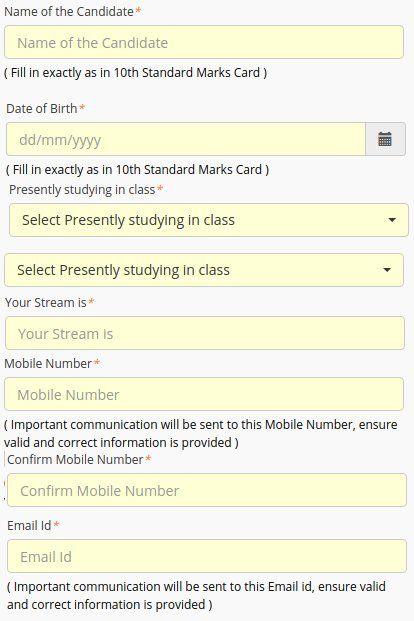 Name of the Candidate*
Name of the Candidate
( Fill in exactly as in 10th Standard Marks Card )
Date of Birth*
dd/mm/yyyy
( Fill in exactly as in 10th Standard Marks Card )
Presently studying in class*
Select Presently studying in class
Select Presently studying in class
Your Stream is*
Your Stream is
Mobile Number*
Mobile Number
( Important communication will be sent to this Mobile Number, ensure
valid and correct information is provided )
Confirm Mobile Number*
Confirm Mobile Number
Email Id*
Email Id
( Important communication will be sent to this Email id, ensure valid
and correct information is provided )